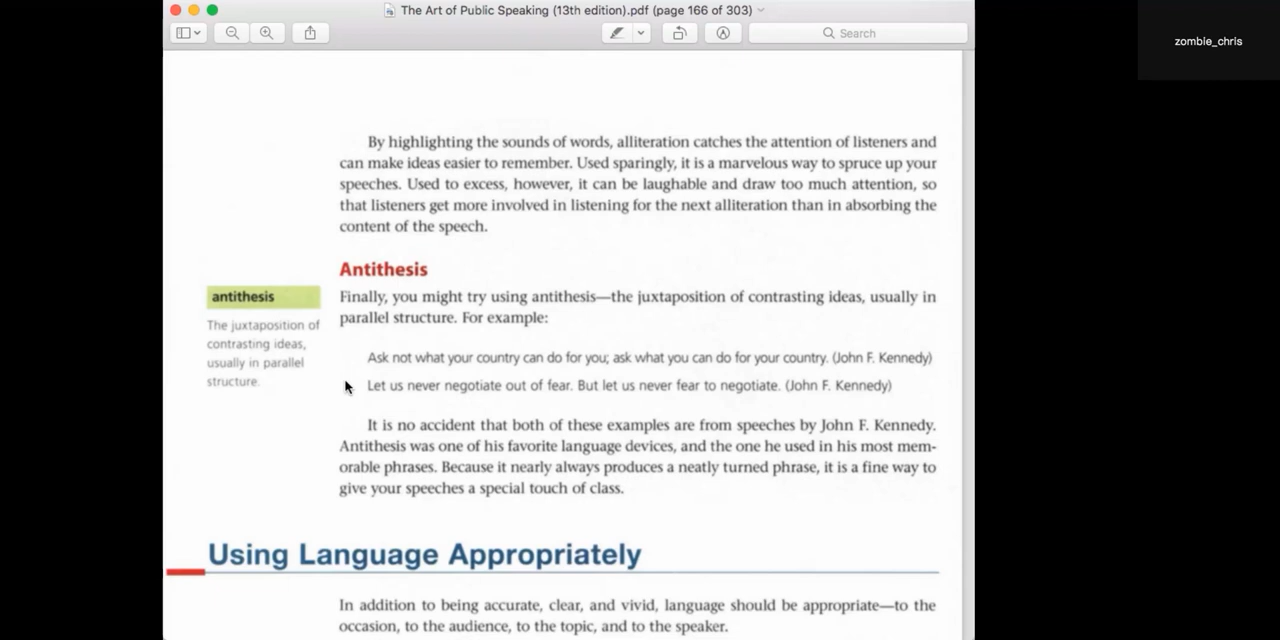 The Art of Public Speaking (13th edition).pdf (page 166 of 303)
Search
zombie_chris
By highlighting the sounds of words, alliteration catches the attention of listeners and
can make ideas easier to remember. Used sparingly, it is a marvelous way to spruce up your
speeches. Used to excess, however, it can be laughable and draw too much attention, so
that listeners get more involved in listening for the next alliteration than in absorbing the
content of the speech.
Antithesis
antithesis
The juxtaposition of
contrasting ideas,
usually in parallel
structure.
Finally, you might try using antithesis—the juxtaposition of contrasting ideas, usually in
parallel structure. For example:
Ask not what your country can do for you; ask what you can do for your country. (John F. Kennedy)
Let us never negotiate out of fear. But let us never fear to negotiate. (John F. Kennedy)
It is no accident that both of these examples are from speeches by John F. Kennedy.
Antithesis was one of his favorite language devices, and the one he used in his most mem-
orable phrases. Because it nearly always produces a neatly turned phrase, it is a fine way to
give your speeches a special touch of class.
Using Language Appropriately
In addition to being accurate, clear, and vivid, language should be appropriate—to the
occasion, to the audience, to the topic, and to the speaker.